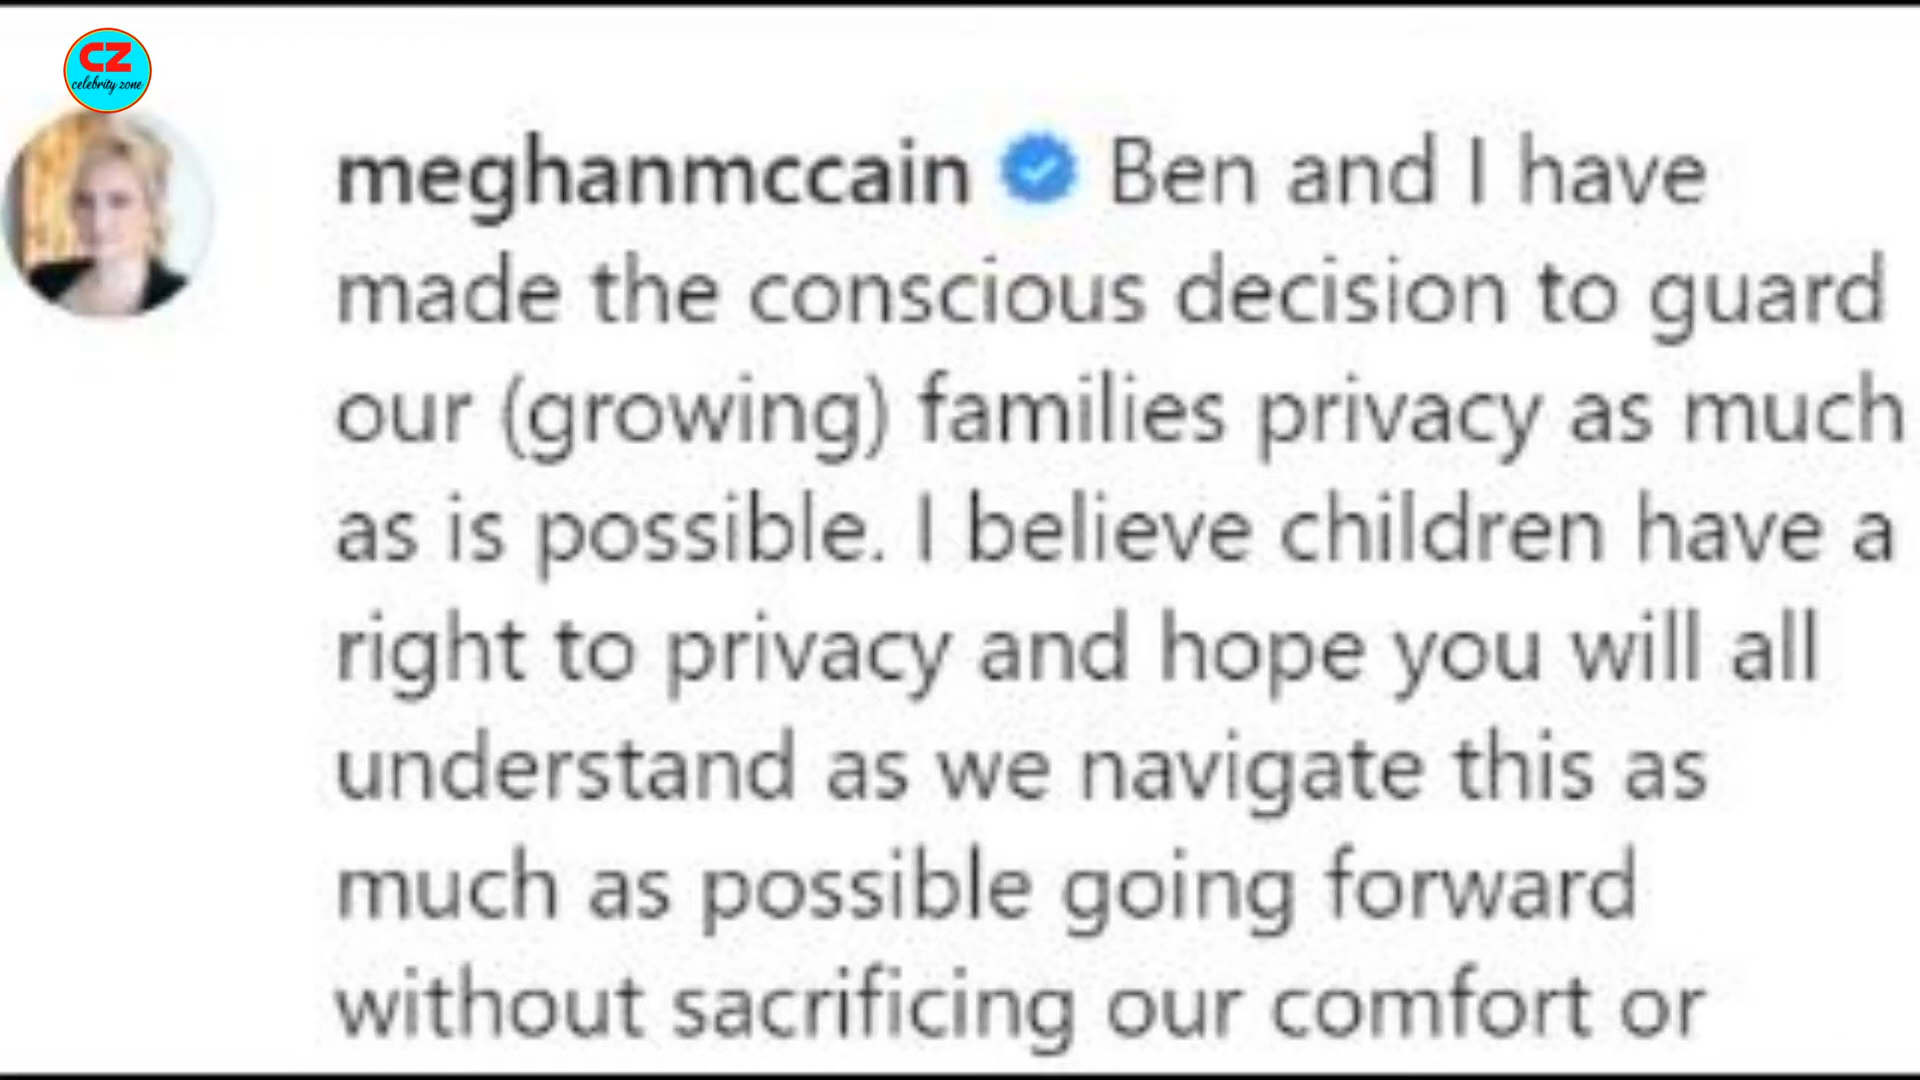 CZ
celebrity zone
meghanmccain Ben and I have
made the conscious decision to guard
our (growing) families privacy as much
as is possible. I believe children have a
right to privacy and hope you will all
understand as we navigate this as
much as possible going forward
without sacrificing our comfort or